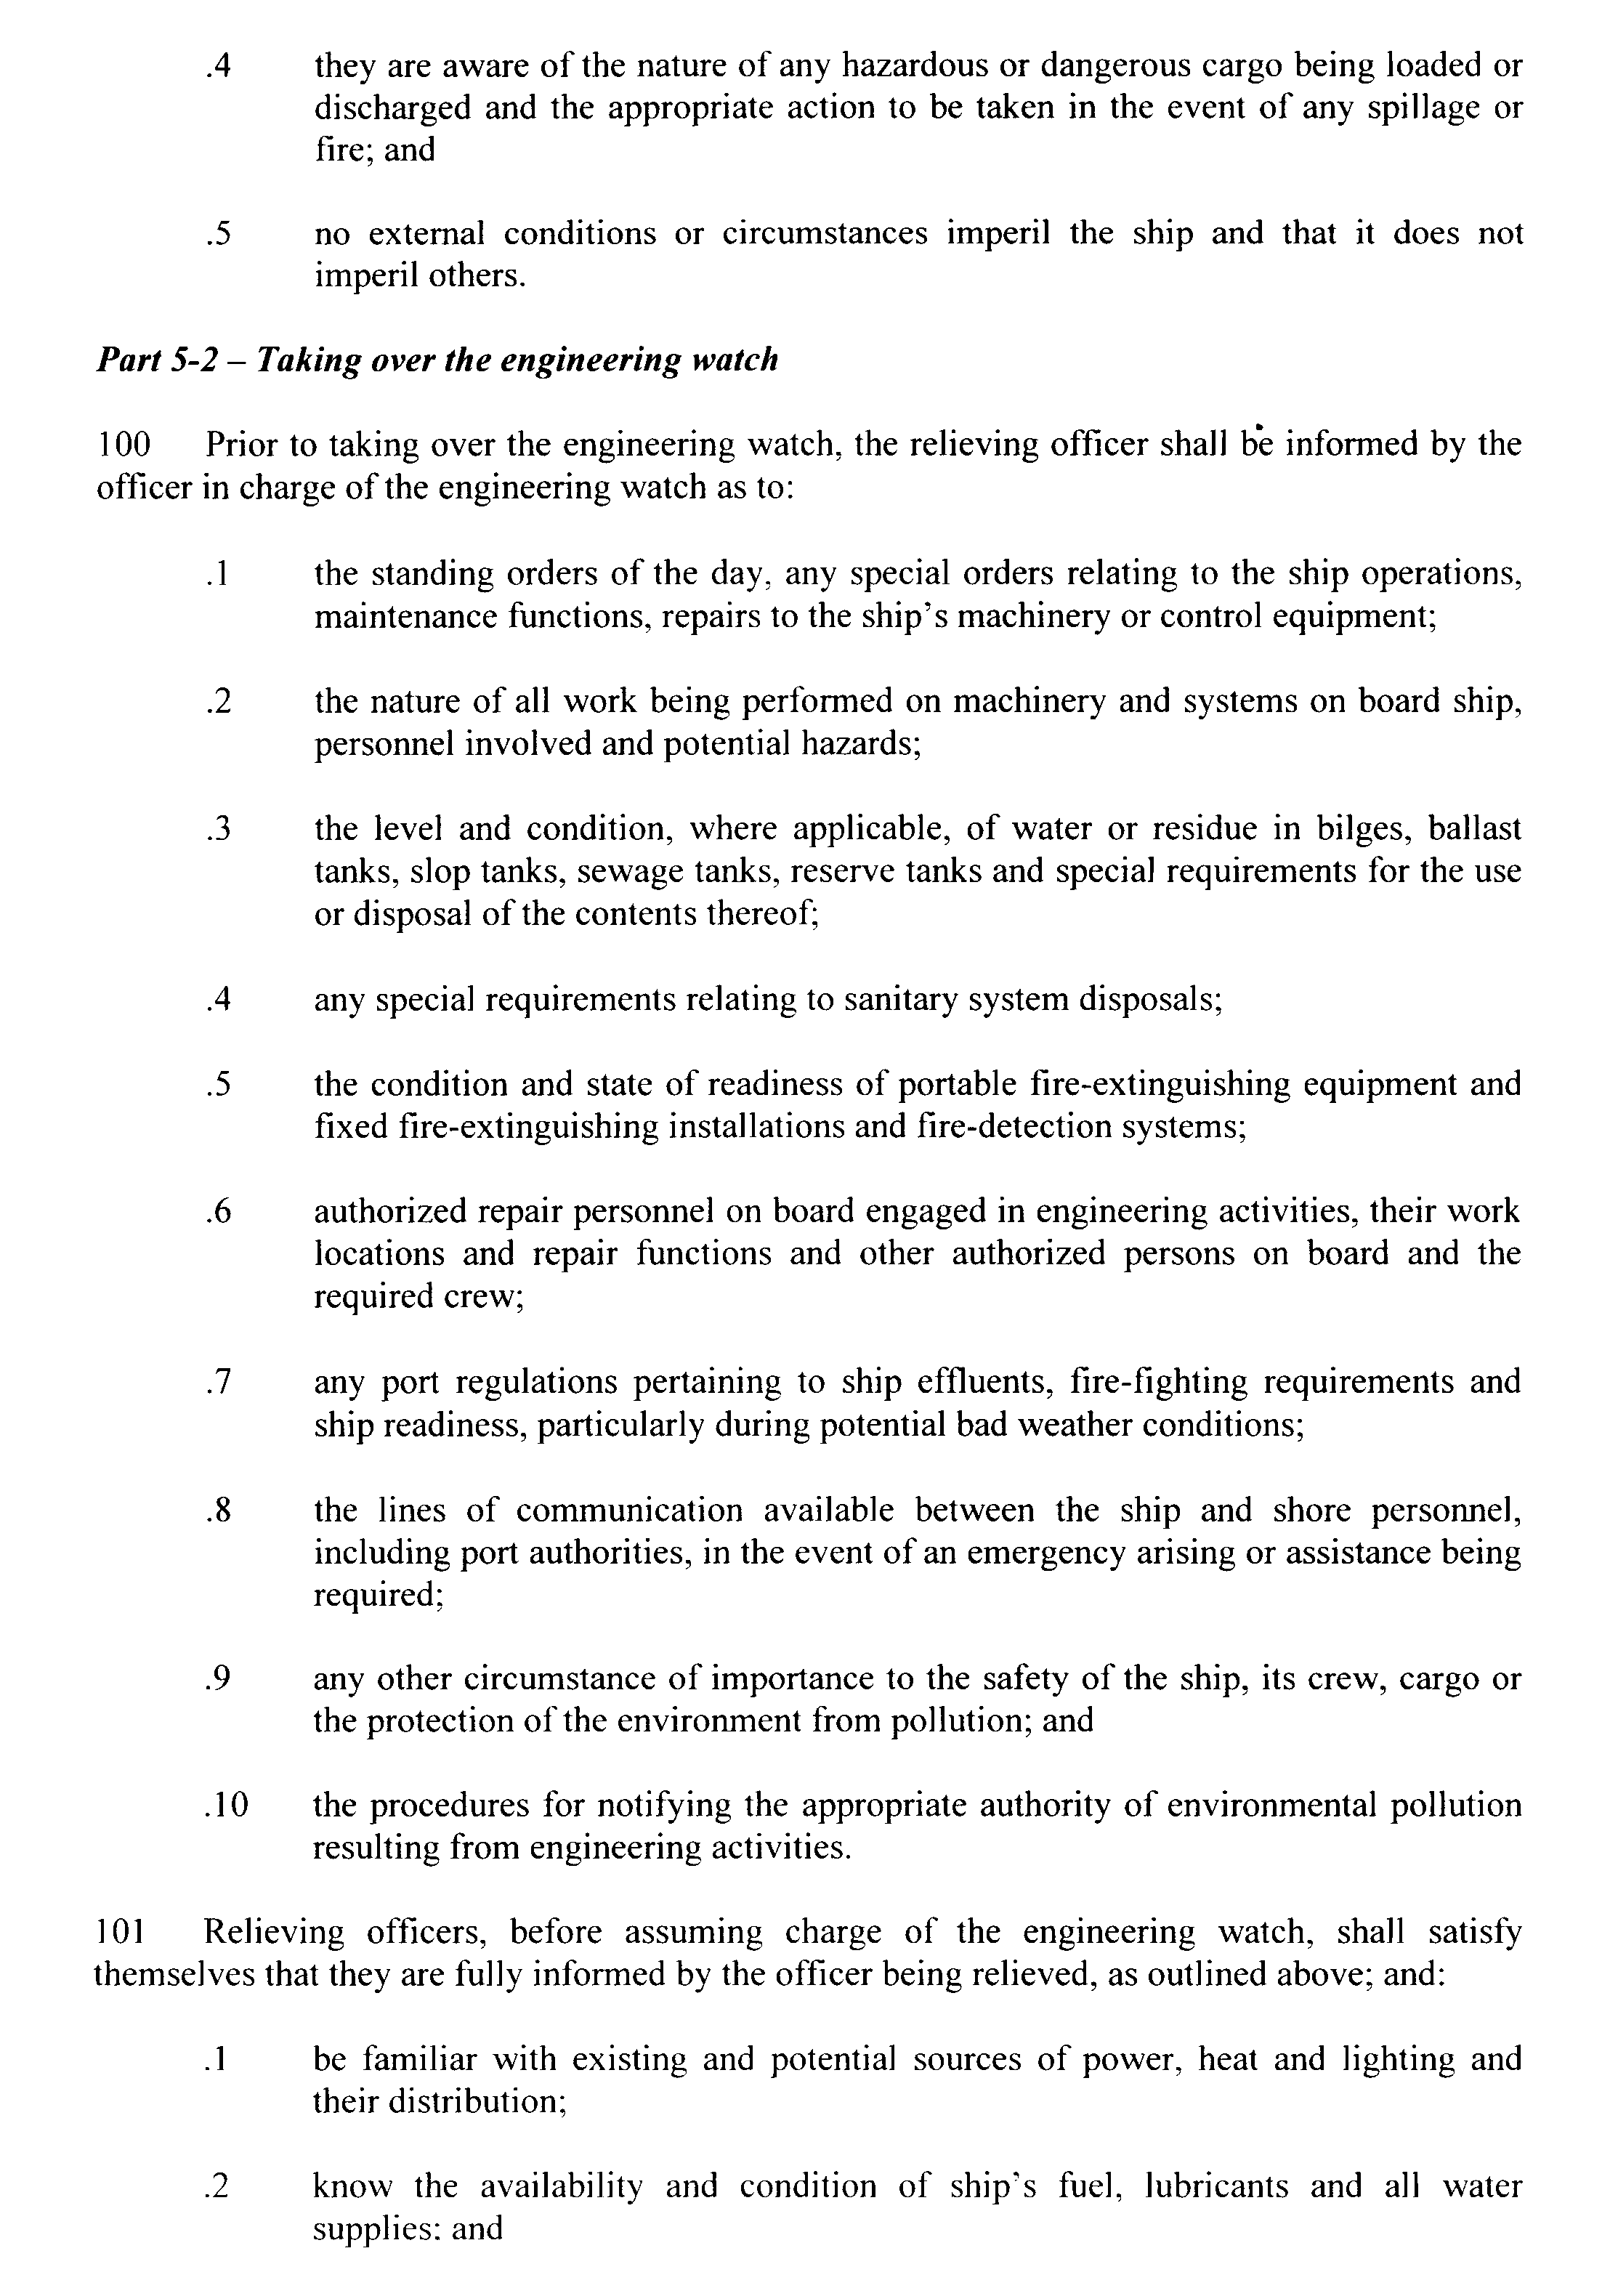 .4 they are aware of the nature of any hazardous or dangerous cargo being loaded or
discharged and the appropriate action to be taken in the event of any spillage or
fire; and
.5 no external conditions or circumstances imperil the ship and that it does not
imperil others.
Part 5-2 – Taking over the engineering watch
100 Prior to taking over the engineering watch, the relieving officer shall be informed by the
officer in charge of the engineering watch as to:
.1 the standing orders of the day, any special orders relating to the ship operations,
maintenance functions, repairs to the ship's machinery or control equipment;
.2 the nature of all work being performed on machinery and systems on board ship,
personnel involved and potential hazards;
.3 the level and condition, where applicable, of water or residue in bilges, ballast
tanks, slop tanks, sewage tanks, reserve tanks and special requirements for the use
or disposal of the contents thereof;
.4 any special requirements relating to sanitary system disposals;
.5 the condition and state of readiness of portable fire-extinguishing equipment and
fixed fire-extinguishing installations and fire-detection systems;
.6 authorized repair personnel on board engaged in engineering activities, their work
locations and repair functions and other authorized persons on board and the
required crew;
.7 any port regulations pertaining to ship effluents, fire-fighting requirements and
ship readiness, particularly during potential bad weather conditions;
.8 the lines of communication available between the ship and shore personnel,
including port authorities, in the event of an emergency arising or assistance being
required;
.9 any other circumstance of importance to the safety of the ship, its crew, cargo or
the protection of the environment from pollution; and
.10 the procedures for notifying the appropriate authority of environmental pollution
resulting from engineering activities.
101 Relieving officers, before assuming charge of the engineering watch, shall satisfy
themselves that they are fully informed by the officer being relieved, as outlined above; and:
.1 be familiar with existing and potential sources of power, heat and lighting and
their distribution;
.2 know the availability and condition of ship's fuel, lubricants and all water
supplies; and